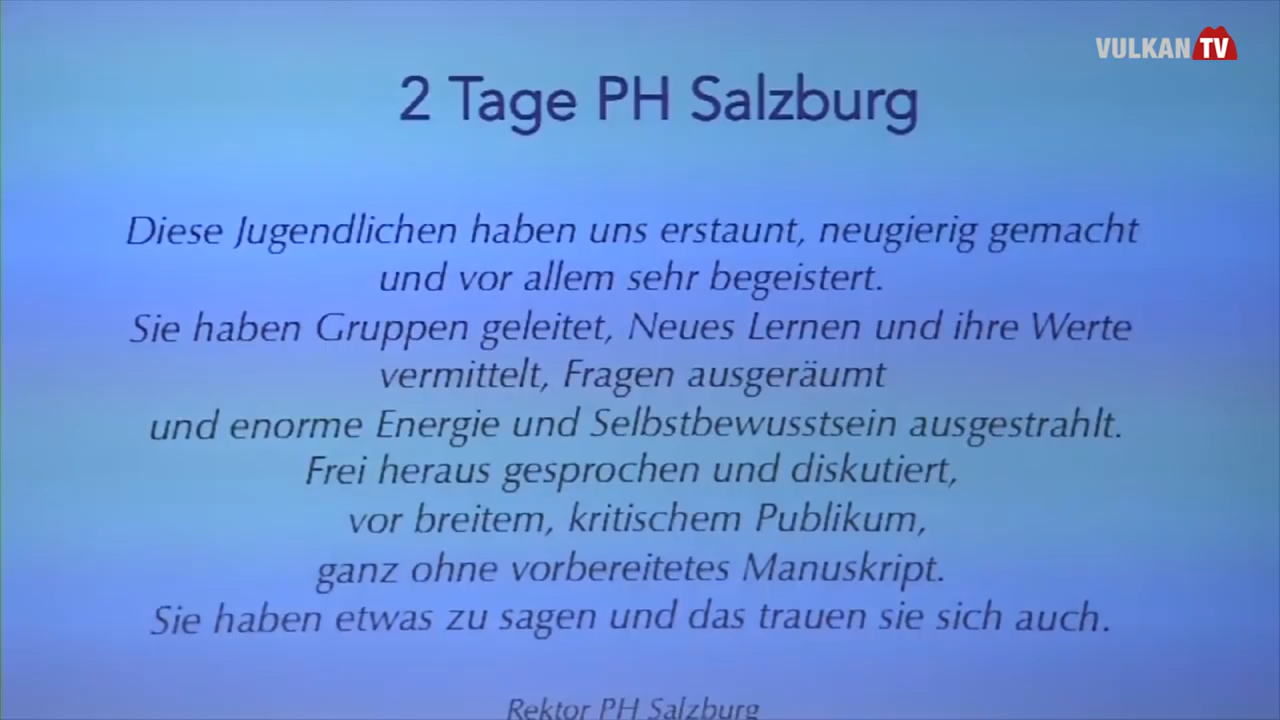 VULKAN TV
2 Tage PH Salzburg
Diese Jugendlichen haben uns erstaunt, neugierig gemacht
und vor allem sehr begeistert.
Sie haben Gruppen geleitet, Neues Lernen und ihre Werte
vermittelt, Fragen ausgeräumt
und enorme Energie und Selbstbewusstsein ausgestrahlt.
Frei heraus gesprochen und diskutiert,
vor breitem, kritischem Publikum,
ganz ohne vorbereitetes Manuskript.
Sie haben etwas zu sagen und das trauen sie sich auch.
Rektor PH Salzburg